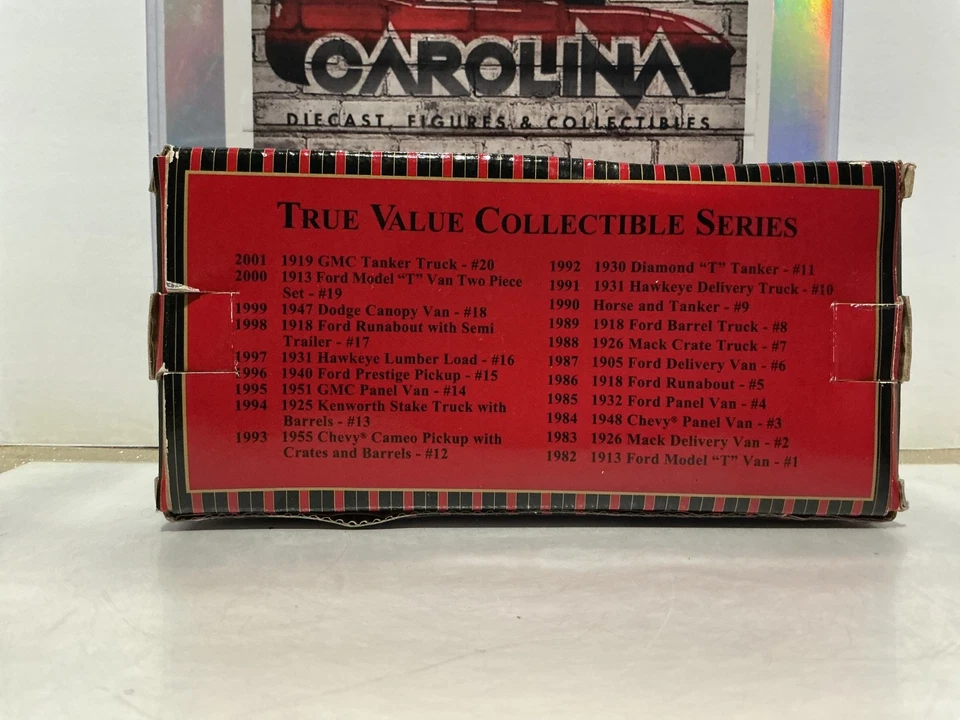 CAROLINA
DIECAST, FIGURES & COLLECTIBLES
TRUE VALUE COLLECTIBLE SERIES
2001 1919 GMC Tanker Truck - #20
2000 1913 Ford Model "T" Van Two Piece
Set - #19
1999 1947 Dodge Canopy Van - #18
1998 1918 Ford Runabout with Semi
Trailer - #17
1997 1931 Hawkeye Lumber Load - #16
1996 1940 Ford Prestige Pickup - #15
1995 1951 GMC Panel Van - #14
1994 1925 Kenworth Stake Truck with
Barrels - #13
1993 1955 Chevy® Cameo Pickup with
Crates and Barrels - #12
1992 1930 Diamond "T" Tanker - #11
1991 1931 Hawkeye Delivery Truck - #10
1990 Horse and Tanker - #9
1989 1918 Ford Barrel Truck - #8
1988 1926 Mack Crate Truck - #7
1987 1905 Ford Delivery Van - #6
1986 1918 Ford Runabout - #5
1985 1932 Ford Panel Van - #4
1984 1948 Chevy® Panel Van - #3
1983 1926 Mack Delivery Van - #2
1982 1913 Ford Model "T" Van - #1